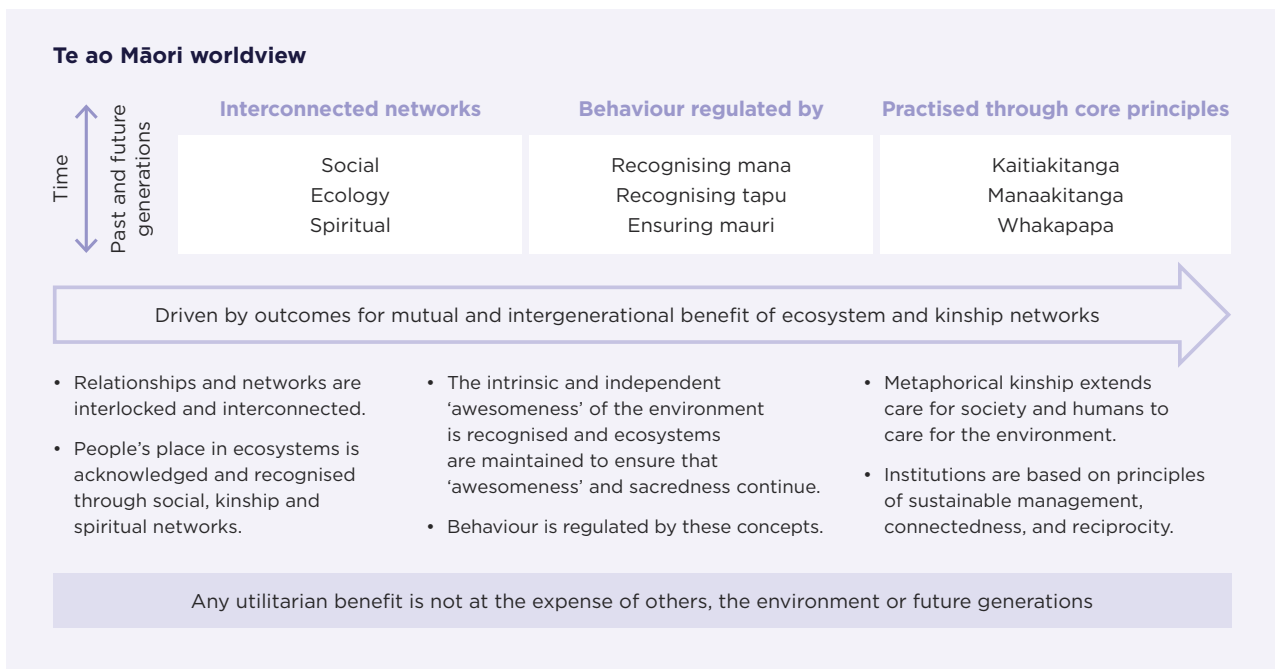 Te ao Māori worldview
Time
Past and future
generations
Interconnected networks
Social
Ecology
Spiritual
Behaviour regulated by
Recognising mana
Recognising tapu
Ensuring mauri
Practised through core principles
Kaitiakitanga
Manaakitanga
Whakapapa
Driven by outcomes for mutual and intergenerational benefit of ecosystem and kinship networks
• Relationships and networks are
interlocked and interconnected.
• People’s place in ecosystems is
acknowledged and recognised
through social, kinship and
spiritual networks.
• The intrinsic and independent
‘awesomeness’ of the environment
is recognised and ecosystems
are maintained to ensure that
‘awesomeness’ and sacredness continue.
• Behaviour is regulated by these concepts.
• Metaphorical kinship extends
care for society and humans to
care for the environment.
• Institutions are based on principles
of sustainable management,
connectedness, and reciprocity.
Any utilitarian benefit is not at the expense of others, the environment or future generations